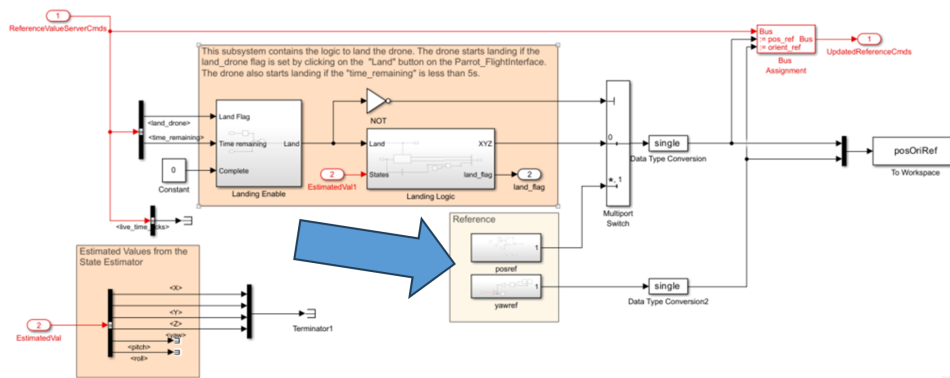 1
ReferenceValueServerCmds
This subsystem contains the logic to land the drone. The drone starts landing if the
land_drone flag is set by clicking on the "Land" button on the Parrot_FlightInterface.
The drone also starts landing if the "time_remaining" is less than 5s.
Bus
:= pos_ref Bus
:= orient_ref
Bus
Assignment
1
UpdatedReferenceCmds
<land_drone>
<time_remaining>
Land Flag
Time remaining
Complete
Land
Landing Enable
0
Constant
NOT
Land
States
XYZ
land_flag
Landing Logic
2
EstimatedVal1
2
land_flag
0
*, 1
Multiport
Switch
single
Data Type Conversion
posOriRef
To Workspace
Reference
1
posref
1
yawref
single
Data Type Conversion2
Estimated Values from the
State Estimator
<X>
<Y>
<Z>
<yaw>
<pitch>
<roll>
2
EstimatedVal
Terminator1